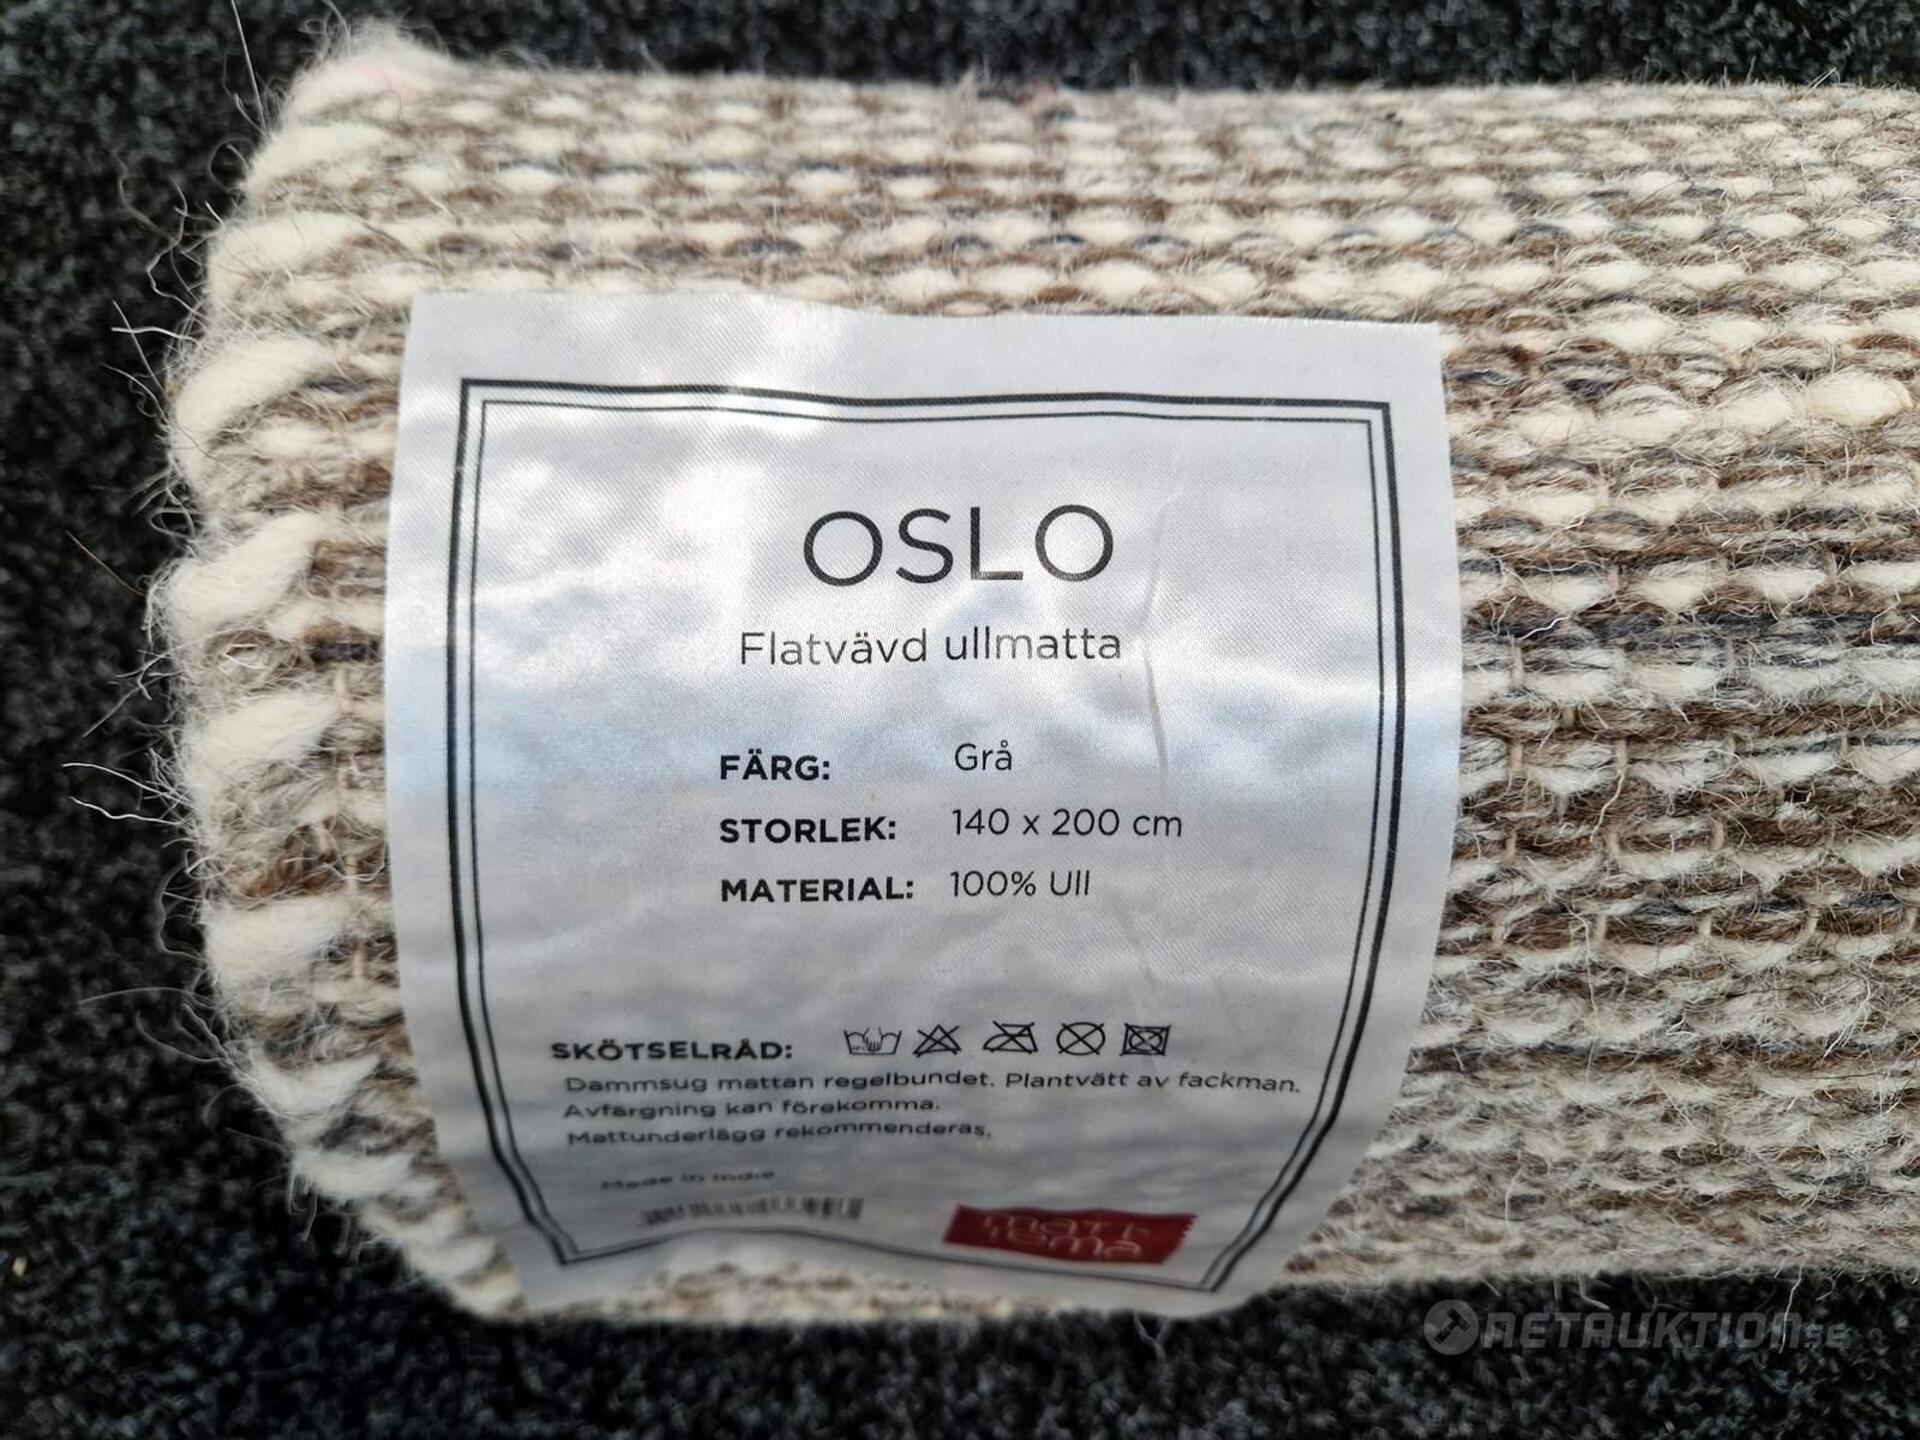 OSLO
Flatvävd ullmatta
FÄRG: Grå
STORLEK: 140 x 200 cm
MATERIAL: 100% Ull
SKÖTSELRÅD:
Dammsug mattan regelbundet. Plantvätt av fackman.
Avfärgning kan förekomma.
Mattunderlägg rekommenderas.
Made in India
NETAUKTION.SE